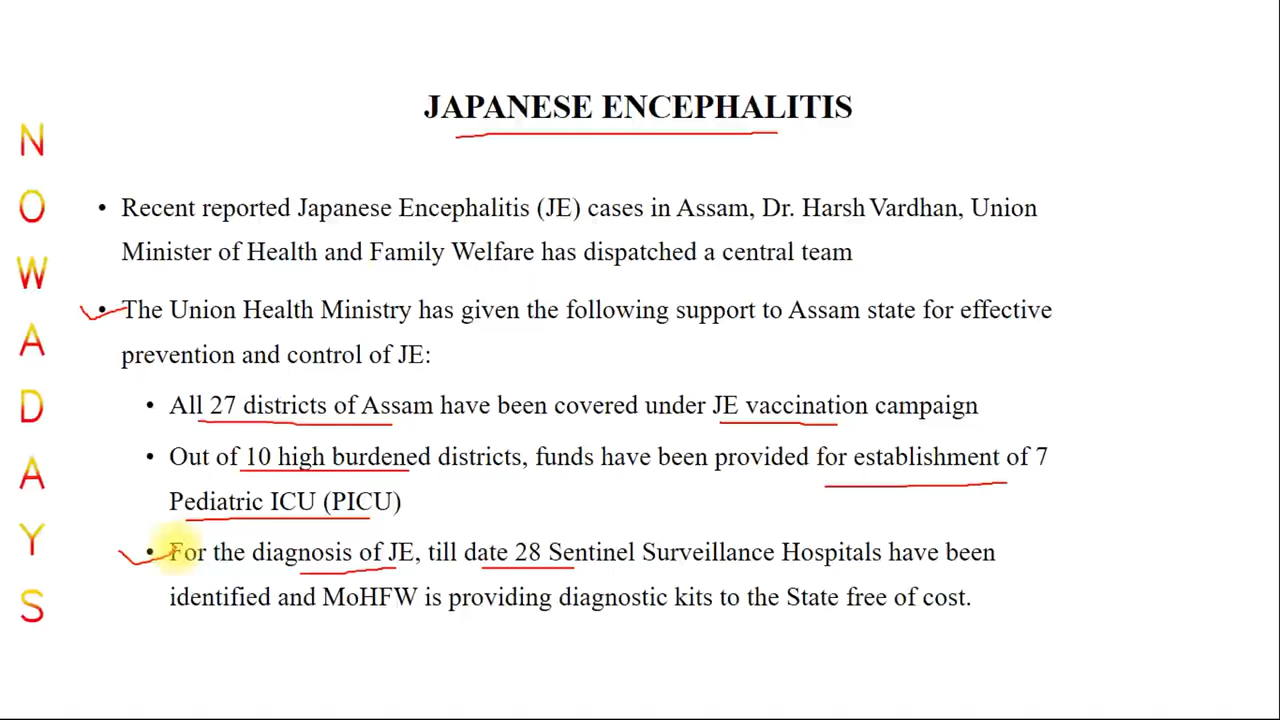 JAPANESE ENCEPHALITIS
• Recent reported Japanese Encephalitis (JE) cases in Assam, Dr. Harsh Vardhan, Union
Minister of Health and Family Welfare has dispatched a central team
• The Union Health Ministry has given the following support to Assam state for effective
prevention and control of JE:
• All 27 districts of Assam have been covered under JE vaccination campaign
• Out of 10 high burdened districts, funds have been provided for establishment of 7
Pediatric ICU (PICU)
• For the diagnosis of JE, till date 28 Sentinel Surveillance Hospitals have been
identified and MoHFW is providing diagnostic kits to the State free of cost.
NOWADAYS